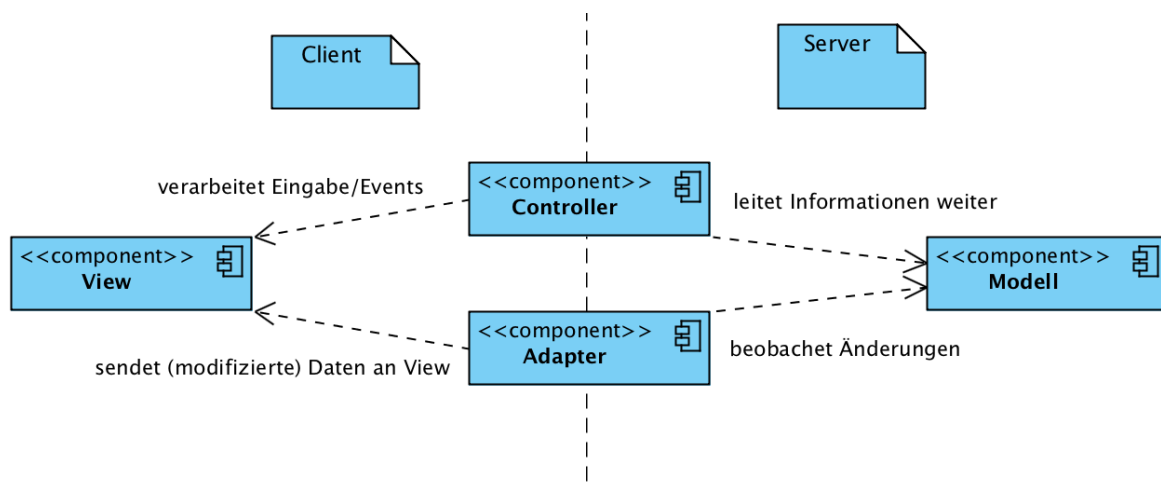 Client
Server
verarbeitet Eingabe/Events
<<component>>
Controller
leitet Informationen weiter
<<component>>
View
<<component>>
Modell
<<component>>
Adapter
sendet (modifizierte) Daten an View
beobachet Änderungen